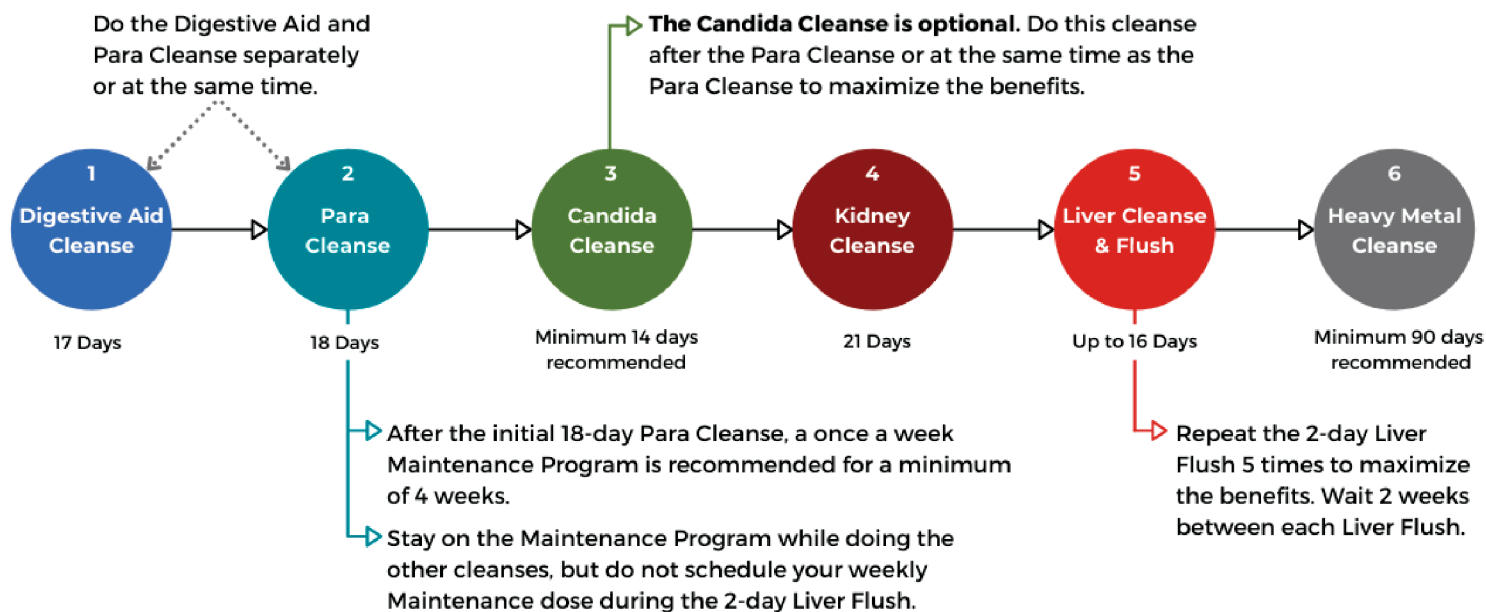 Do the Digestive Aid and
Para Cleanse separately
or at the same time.
The Candida Cleanse is optional. Do this cleanse
after the Para Cleanse or at the same time as the
Para Cleanse to maximize the benefits.
1
Digestive Aid
Cleanse
17 Days
2
Para
Cleanse
18 Days
3
Candida
Cleanse
Minimum 14 days
recommended
4
Kidney
Cleanse
21 Days
5
Liver Cleanse
& Flush
Up to 16 Days
6
Heavy Metal
Cleanse
Minimum 90 days
recommended
After the initial 18-day Para Cleanse, a once a week
Maintenance Program is recommended for a minimum
of 4 weeks.
Stay on the Maintenance Program while doing the
other cleanses, but do not schedule your weekly
Maintenance dose during the 2-day Liver Flush.
Repeat the 2-day Liver
Flush 5 times to maximize
the benefits. Wait 2 weeks
between each Liver Flush.